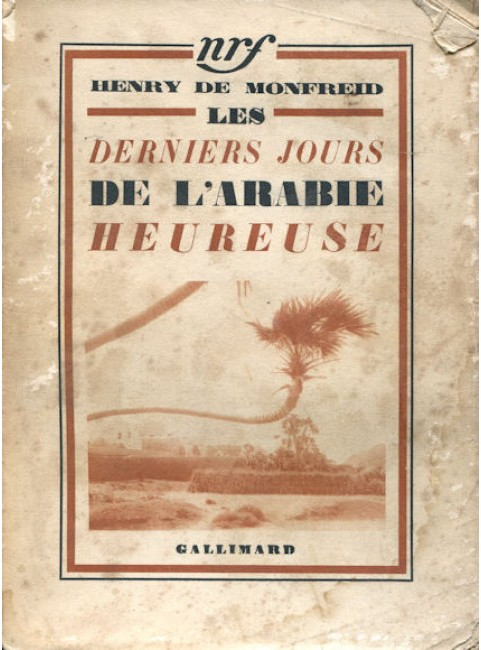 nrf
HENRY DE MONFREID
LES
DERNIERS JOURS
DE L'ARABIE
HEUREUSE
GALLIMARD